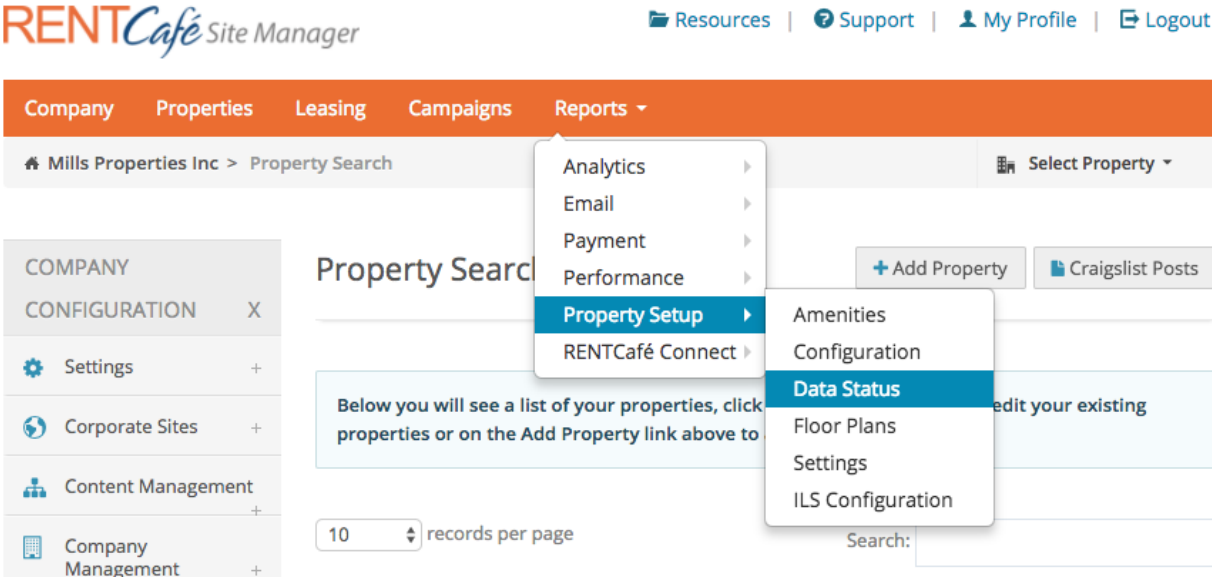 RENTCafé Site Manager
Resources | Support | My Profile | Logout
Company Properties Leasing Campaigns Reports
Mills Properties Inc > Property Search
Select Property
Analytics
Email
Payment
Performance
Property Setup
RENTCafé Connect
Amenities
Configuration
Data Status
Floor Plans
Settings
ILS Configuration
COMPANY
CONFIGURATION X
Settings +
Corporate Sites +
Content Management
+
Company
Management +
Property Searc
+ Add Property
Craigslist Posts
Below you will see a list of your properties, click edit your existing
properties or on the Add Property link above to
10 records per page
Search: